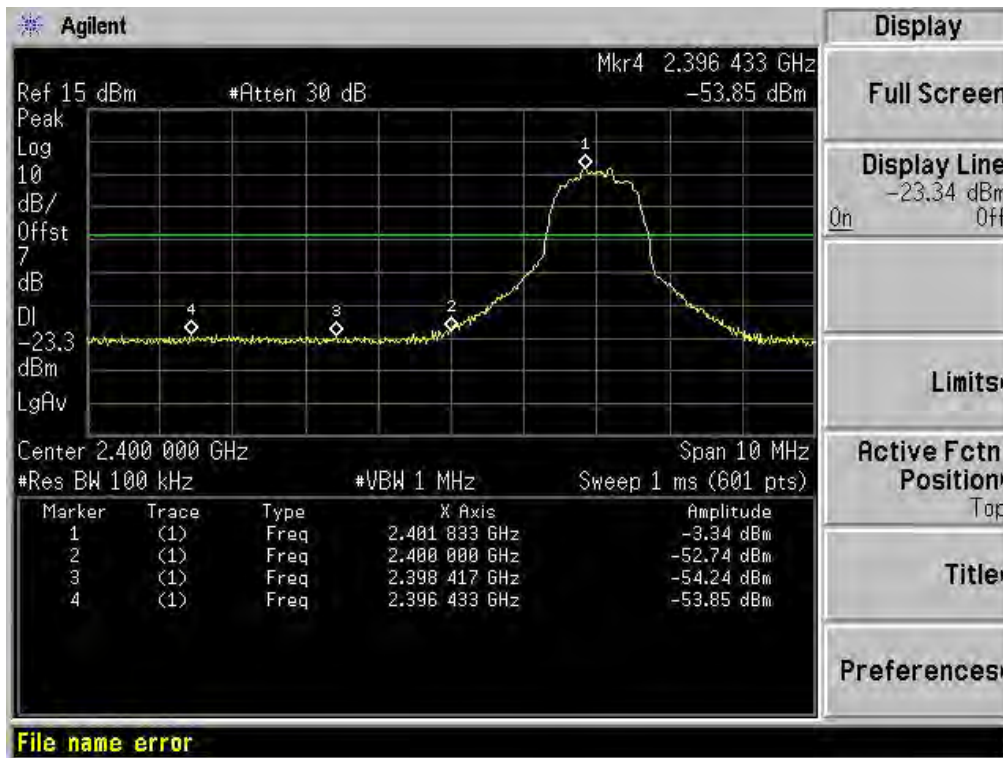 Agilent
Mkr4 2.396 433 GHz
Ref 15 dBm #Atten 30 dB -53.85 dBm
Peak
Log
10
dB/
Offst
7
dB
DI
-23.3
dBm
LgAv
1
2
3
4
Center 2.400 000 GHz Span 10 MHz
#Res BW 100 kHz #VBW 1 MHz Sweep 1 ms (601 pts)
Marker Trace Type X Axis Amplitude
1 (1) Freq 2.401 833 GHz -3.34 dBm
2 (1) Freq 2.400 000 GHz -52.74 dBm
3 (1) Freq 2.398 417 GHz -54.24 dBm
4 (1) Freq 2.396 433 GHz -53.85 dBm
File name error
Display
Full Screen
Display Line
-23.34 dBm
On Off
Limits
Active Fctn
Position
Top
Title
Preferences